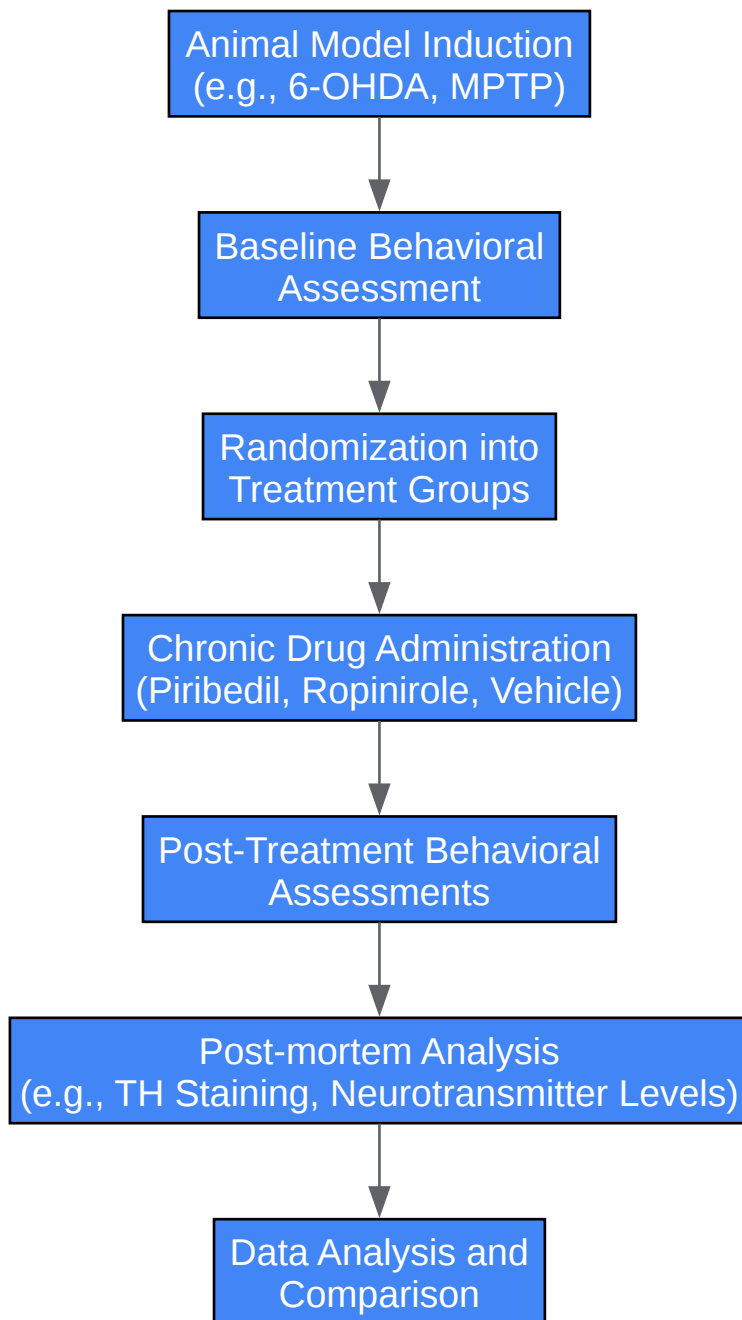 Animal Model Induction
(e.g., 6-OHDA, MPTP)
Baseline Behavioral
Assessment
Randomization into
Treatment Groups
Chronic Drug Administration
(Piribedil, Ropinirole, Vehicle)
Post-Treatment Behavioral
Assessments
Post-mortem Analysis
(e.g., TH Staining, Neurotransmitter Levels)
Data Analysis and
Comparison